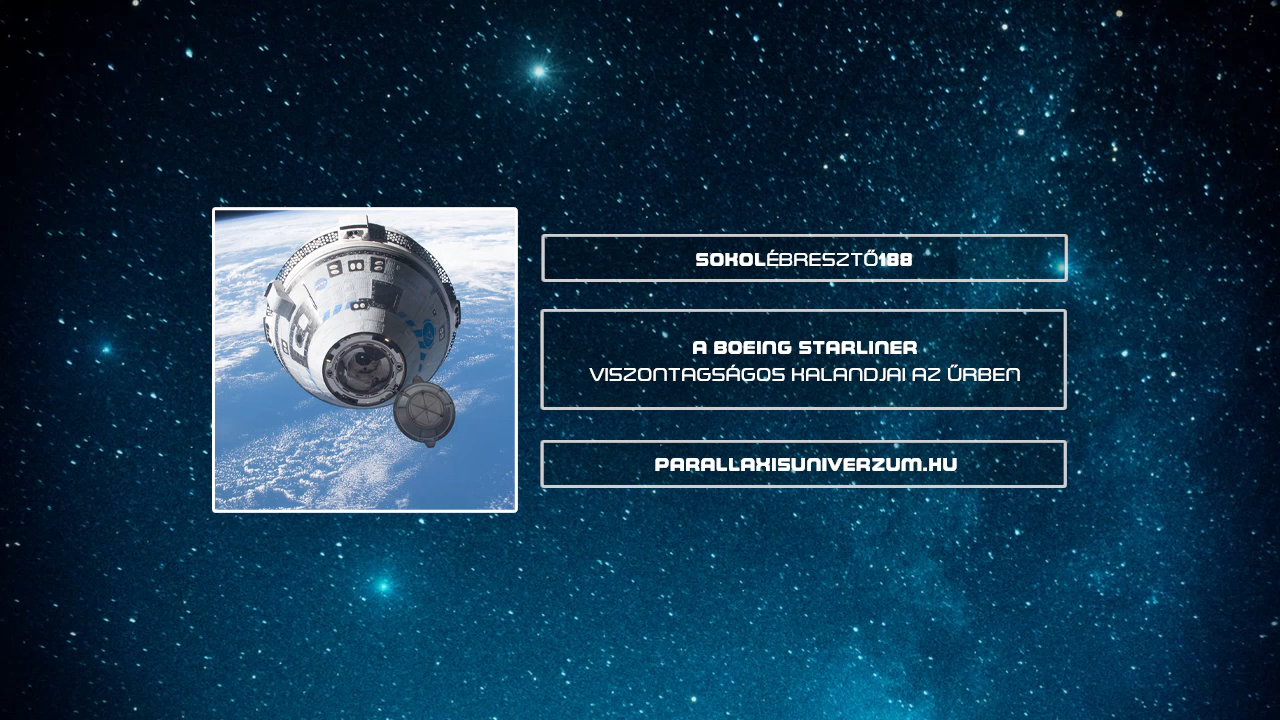 SOKOLÉBRESZTŐ188
A BOEING STARLINER
VISZONTAGSÁGOS KALANDJAI AZ ŰRBEN
PARALLAXISUNIVERZUM.HU